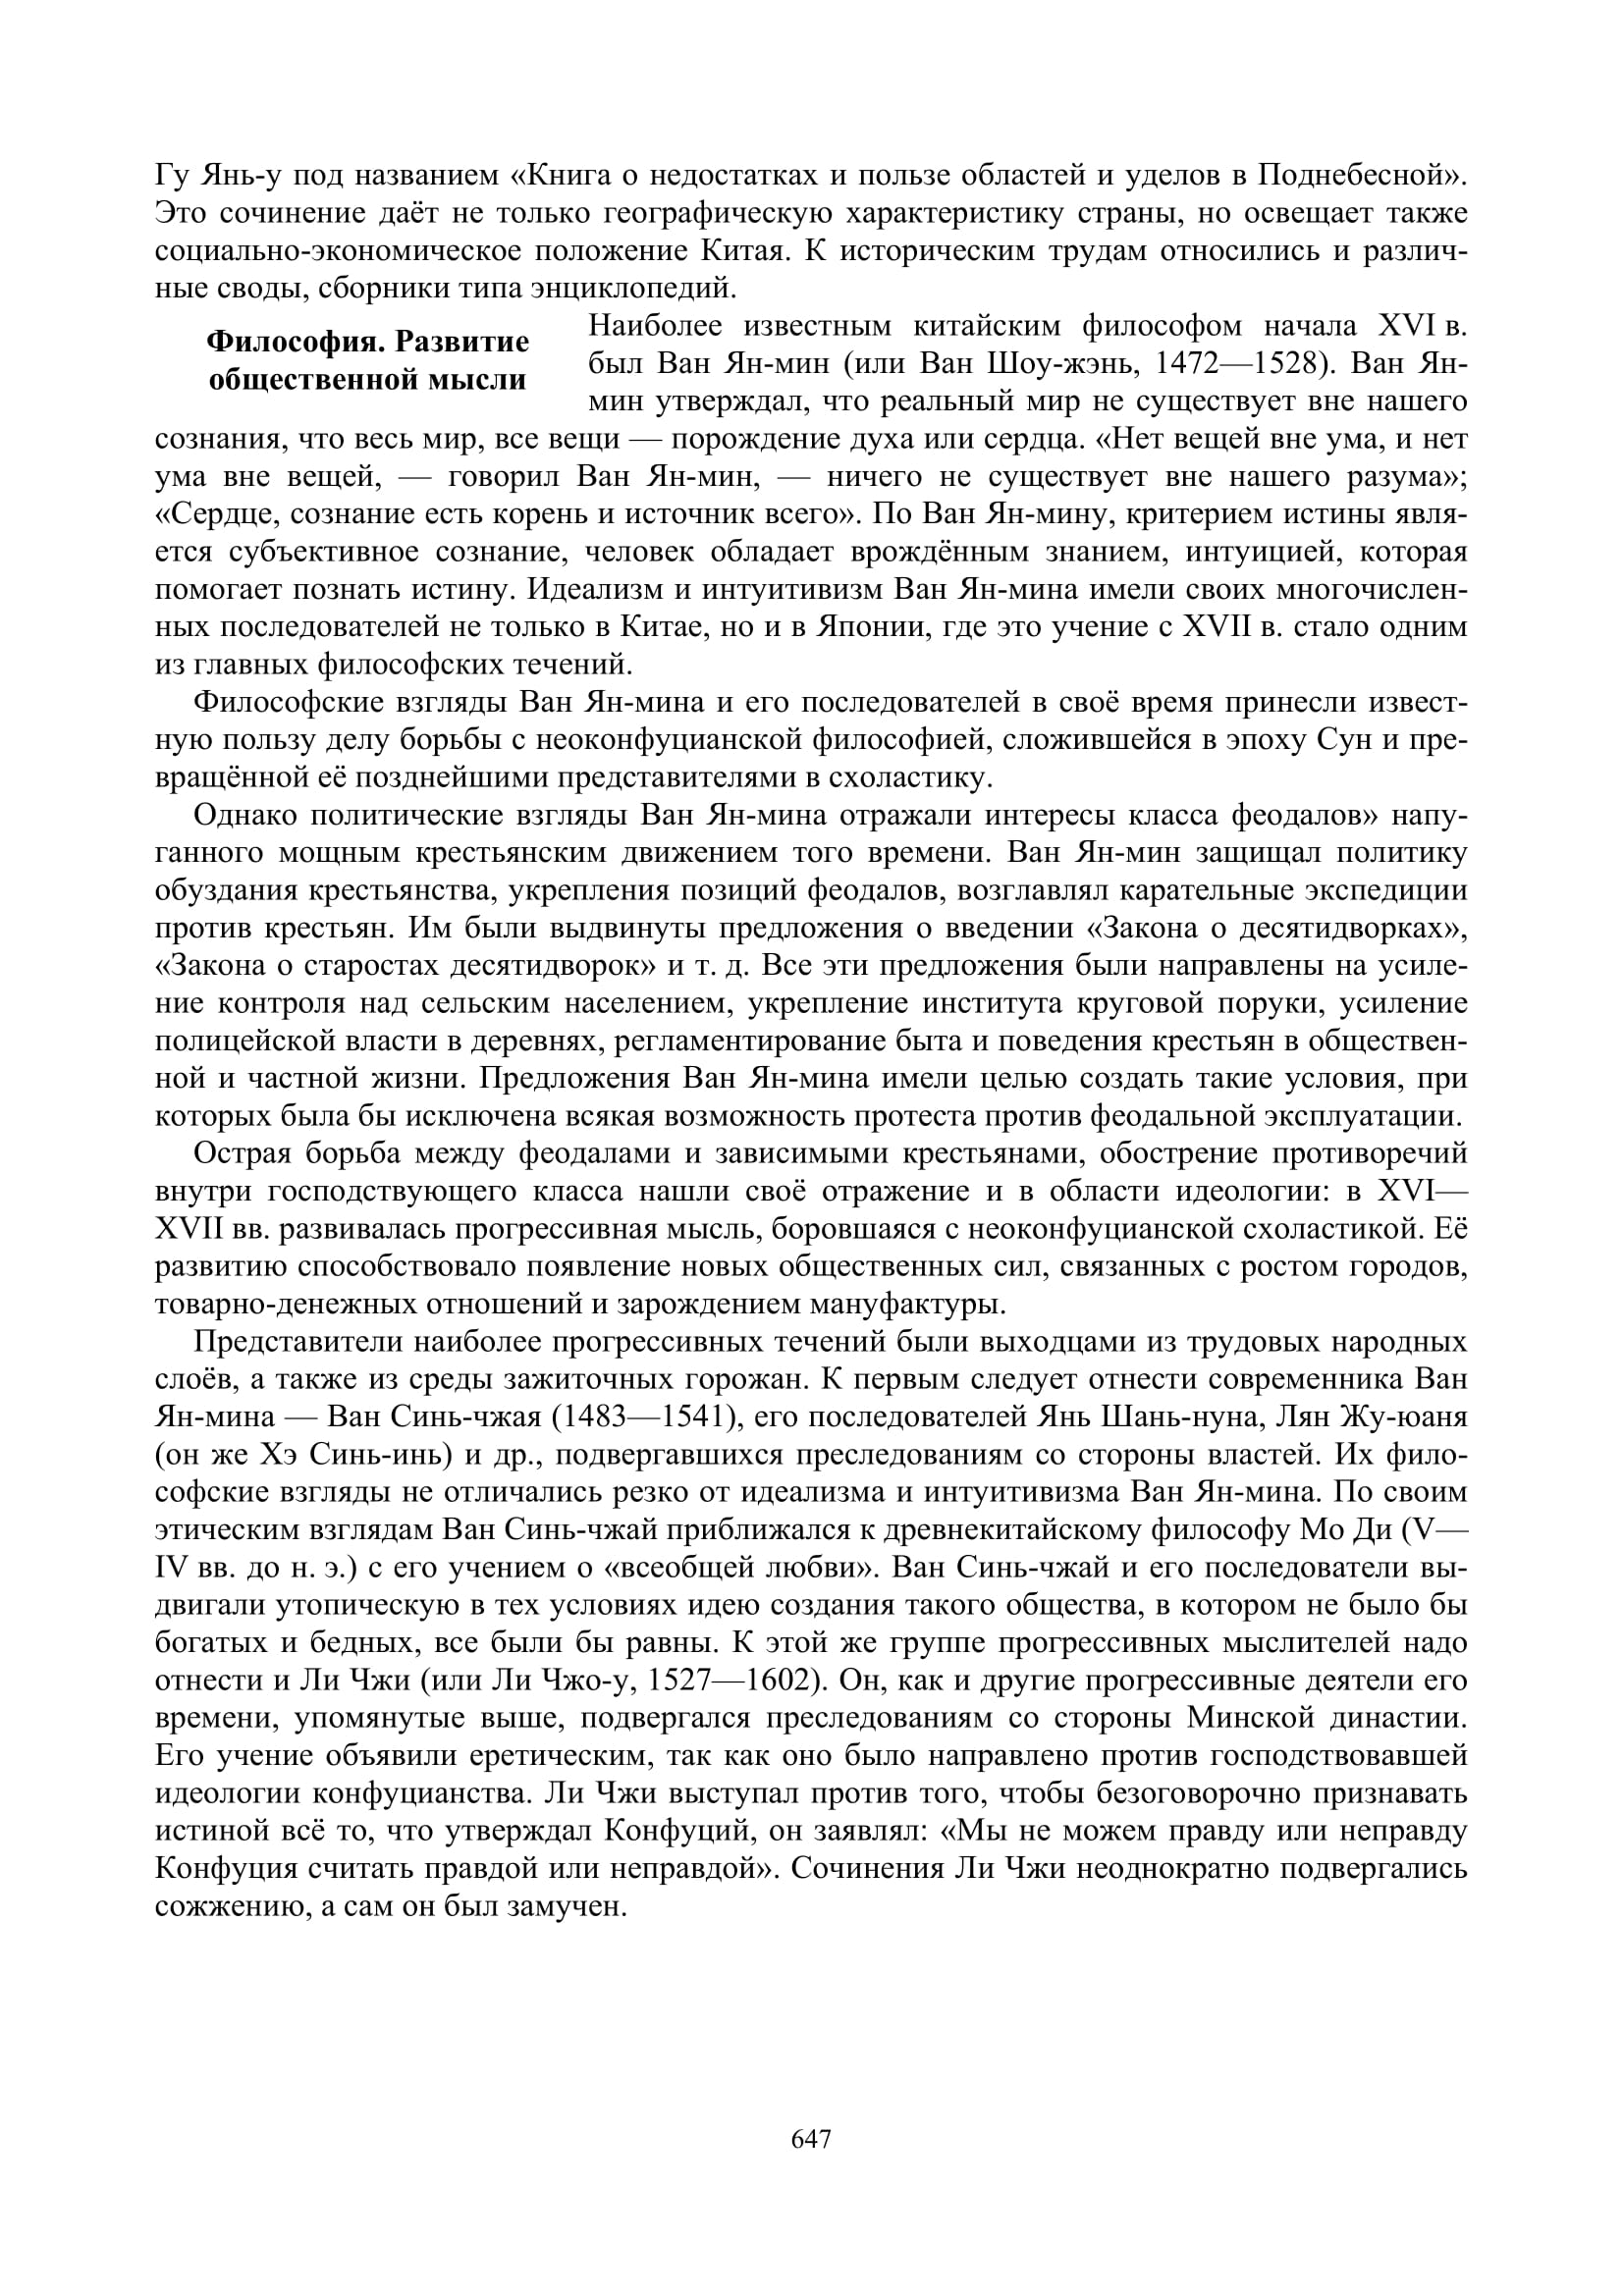 Гу Янь-у под названием «Книга о недостатках и пользе областей и уделов в Поднебесной».
Это сочинение даёт не только географическую характеристику страны, но освещает также
социально-экономическое положение Китая. К историческим трудам относились и различ-
ные своды, сборники типа энциклопедий.
Философия. Развитие
общественной мысли
Наиболее известным китайским философом начала XVI в.
был Ван Ян-мин (или Ван Шоу-жэнь, 1472—1528). Ван Ян-
мин утверждал, что реальный мир не существует вне нашего
сознания, что весь мир, все вещи — порождение духа или сердца. «Нет вещей вне ума, и нет
ума вне вещей, — говорил Ван Ян-мин, — ничего не существует вне нашего разума»;
«Сердце, сознание есть корень и источник всего». По Ван Ян-мину, критерием истины явля-
ется субъективное сознание, человек обладает врождённым знанием, интуицией, которая
помогает познать истину. Идеализм и интуитивизм Ван Ян-мина имели своих многочислен-
ных последователей не только в Китае, но и в Японии, где это учение с XVII в. стало одним
из главных философских течений.
Философские взгляды Ван Ян-мина и его последователей в своё время принесли извест-
ную пользу делу борьбы с неоконфуцианской философией, сложившейся в эпоху Сун и пре-
вращённой её позднейшими представителями в схоластику.
Однако политические взгляды Ван Ян-мина отражали интересы класса феодалов» напу-
ганного мощным крестьянским движением того времени. Ван Ян-мин защищал политику
обуздания крестьянства, укрепления позиций феодалов, возглавлял карательные экспедиции
против крестьян. Им были выдвинуты предложения о введении «Закона о десятидворках»,
«Закона о старостах десятидворок» и т. д. Все эти предложения были направлены на усиле-
ние контроля над сельским населением, укрепление института круговой поруки, усиление
полицейской власти в деревнях, регламентирование быта и поведения крестьян в обществен-
ной и частной жизни. Предложения Ван Ян-мина имели целью создать такие условия, при
которых была бы исключена всякая возможность протеста против феодальной эксплуатации.
Острая борьба между феодалами и зависимыми крестьянами, обострение противоречий
внутри господствующего класса нашли своё отражение и в области идеологии: в XVI—
XVII вв. развивалась прогрессивная мысль, боровшаяся с неоконфуцианской схоластикой. Её
развитию способствовало появление новых общественных сил, связанных с ростом городов,
товарно-денежных отношений и зарождением мануфактуры.
Представители наиболее прогрессивных течений были выходцами из трудовых народных
слоёв, а также из среды зажиточных горожан. К первым следует отнести современника Ван
Ян-мина — Ван Синь-чжая (1483—1541), его последователей Янь Шань-нуна, Лян Жу-юаня
(он же Хэ Синь-инь) и др., подвергавшихся преследованиям со стороны властей. Их фило-
софские взгляды не отличались резко от идеализма и интуитивизма Ван Ян-мина. По своим
этическим взглядам Ван Синь-чжай приближался к древнекитайскому философу Мо Ди (V—
IV вв. до н. э.) с его учением о «всеобщей любви». Ван Синь-чжай и его последователи вы-
двигали утопическую в тех условиях идею создания такого общества, в котором не было бы
богатых и бедных, все были бы равны. К этой же группе прогрессивных мыслителей надо
отнести и Ли Чжи (или Ли Чжо-у, 1527—1602). Он, как и другие прогрессивные деятели его
времени, упомянутые выше, подвергался преследованиям со стороны Минской династии.
Его учение объявили еретическим, так как оно было направлено против господствовавшей
идеологии конфуцианства. Ли Чжи выступал против того, чтобы безоговорочно признавать
истиной всё то, что утверждал Конфуций, он заявлял: «Мы не можем правду или неправду
Конфуция считать правдой или неправдой». Сочинения Ли Чжи неоднократно подвергались
сожжению, а сам он был замучен.
647